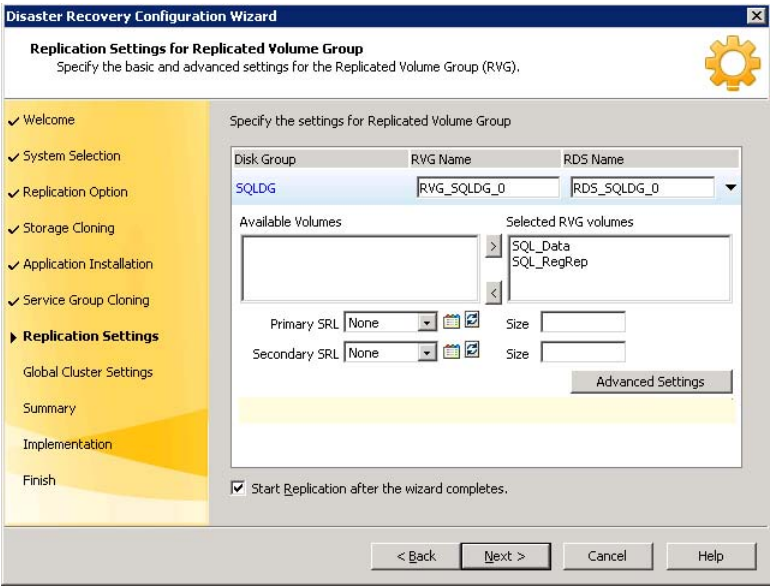 Disaster Recovery Configuration Wizard
Replication Settings for Replicated Volume Group
Specify the basic and advanced settings for the Replicated Volume Group (RVG).
Welcome
System Selection
Replication Option
Storage Cloning
Application Installation
Service Group Cloning
Replication Settings
Global Cluster Settings
Summary
Implementation
Finish
Specify the settings for Replicated Volume Group
Disk Group RVG Name RDS Name
SQLDG RVG_SQLDG_0 RDS_SQLDG_0
Available Volumes Selected RVG volumes
SQL_Data
SQL_RegRep
>
<
Primary SRL None Size
Secondary SRL None Size
Advanced Settings
Start Replication after the wizard completes.
< Back Next > Cancel Help